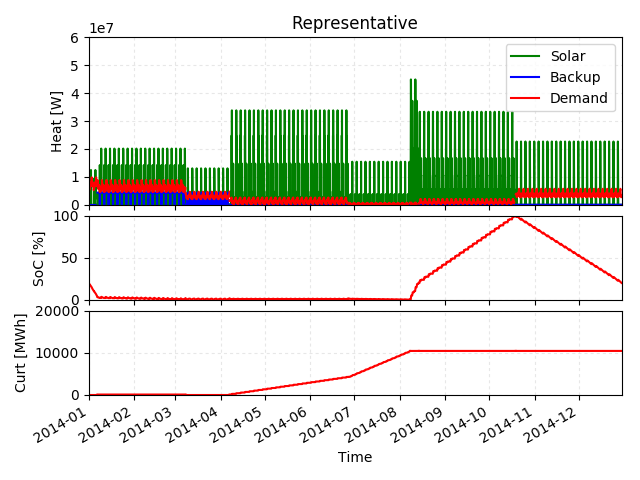 Representative
1e7
Heat [W]
6
5
4
3
2
1
0
Solar
Backup
Demand
SoC [%]
100
50
0
Curt [MWh]
20000
10000
0
2014-01 2014-02 2014-03 2014-04 2014-05 2014-06 2014-07 2014-08 2014-09 2014-10 2014-11 2014-12
Time